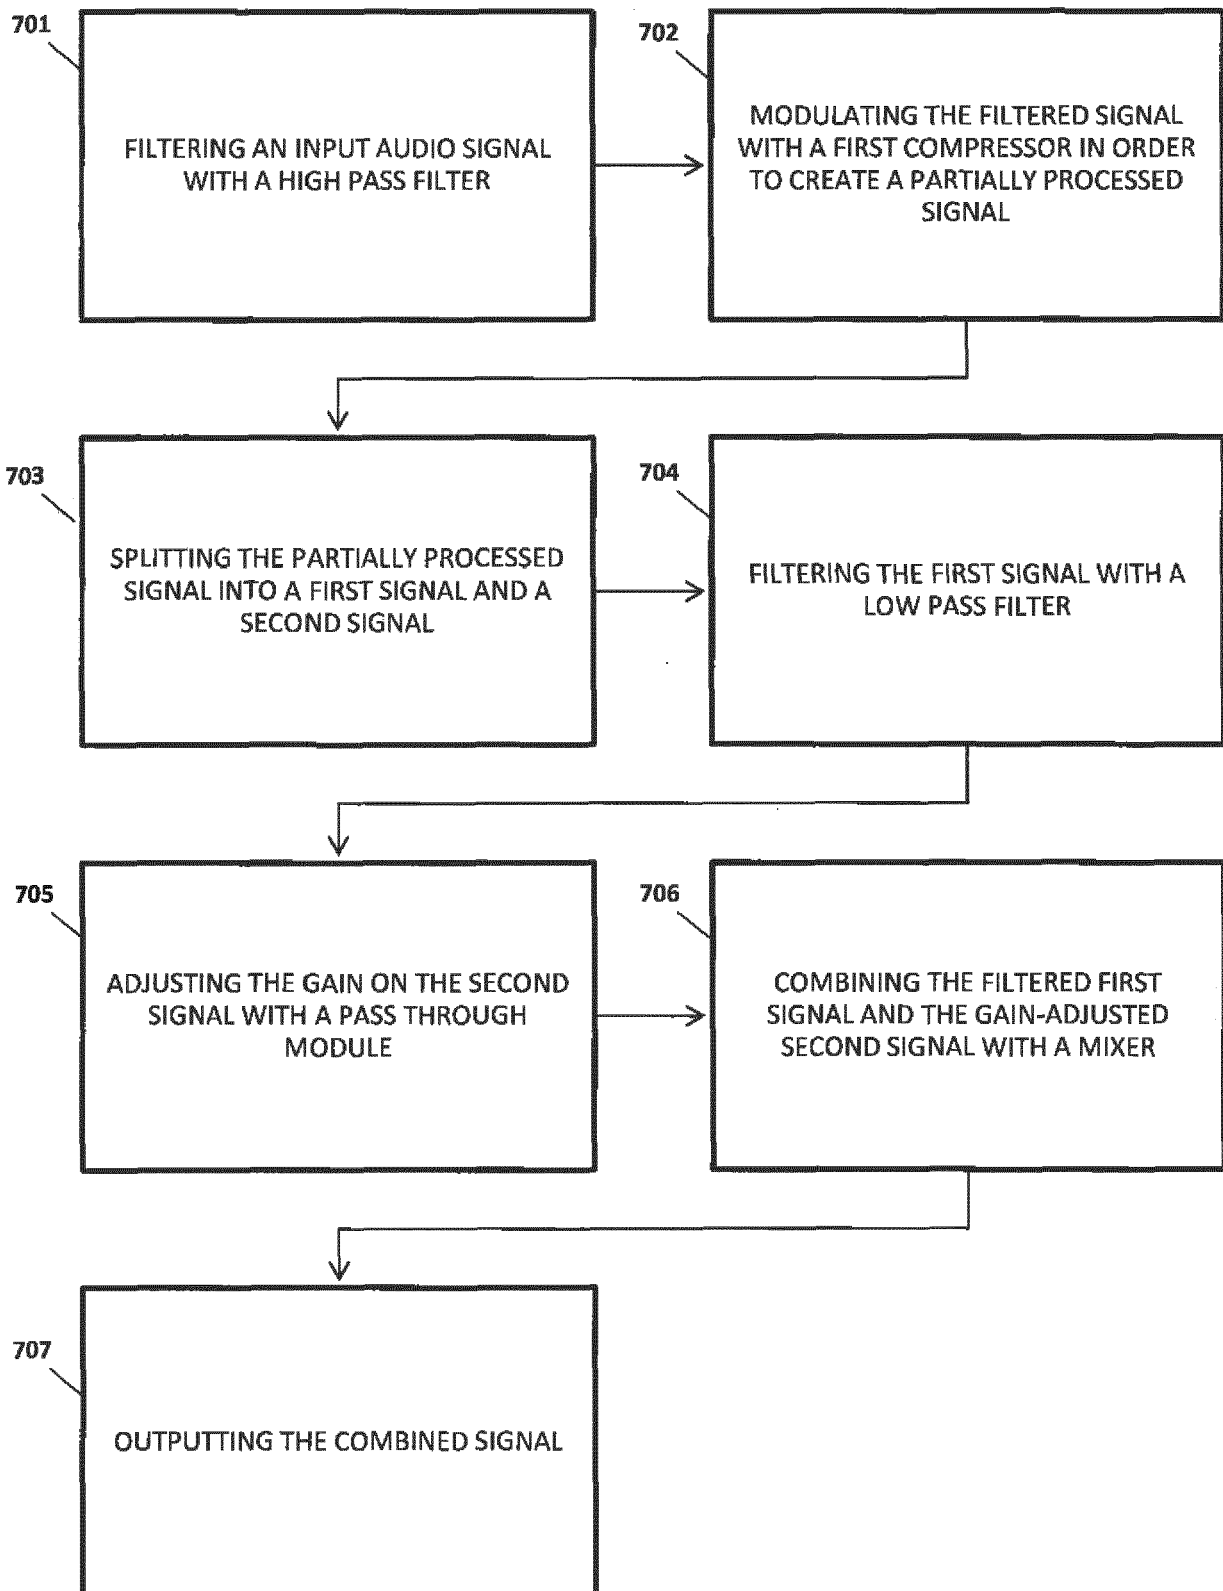 701
FILTERING AN INPUT AUDIO SIGNAL
WITH A HIGH PASS FILTER
702
MODULATING THE FILTERED SIGNAL
WITH A FIRST COMPRESSOR IN ORDER
TO CREATE A PARTIALLY PROCESSED
SIGNAL
703
SPLITTING THE PARTIALLY PROCESSED
SIGNAL INTO A FIRST SIGNAL AND A
SECOND SIGNAL
704
FILTERING THE FIRST SIGNAL WITH A
LOW PASS FILTER
705
ADJUSTING THE GAIN ON THE SECOND
SIGNAL WITH A PASS THROUGH
MODULE
706
COMBINING THE FILTERED FIRST
SIGNAL AND THE GAIN-ADJUSTED
SECOND SIGNAL WITH A MIXER
707
OUTPUTTING THE COMBINED SIGNAL